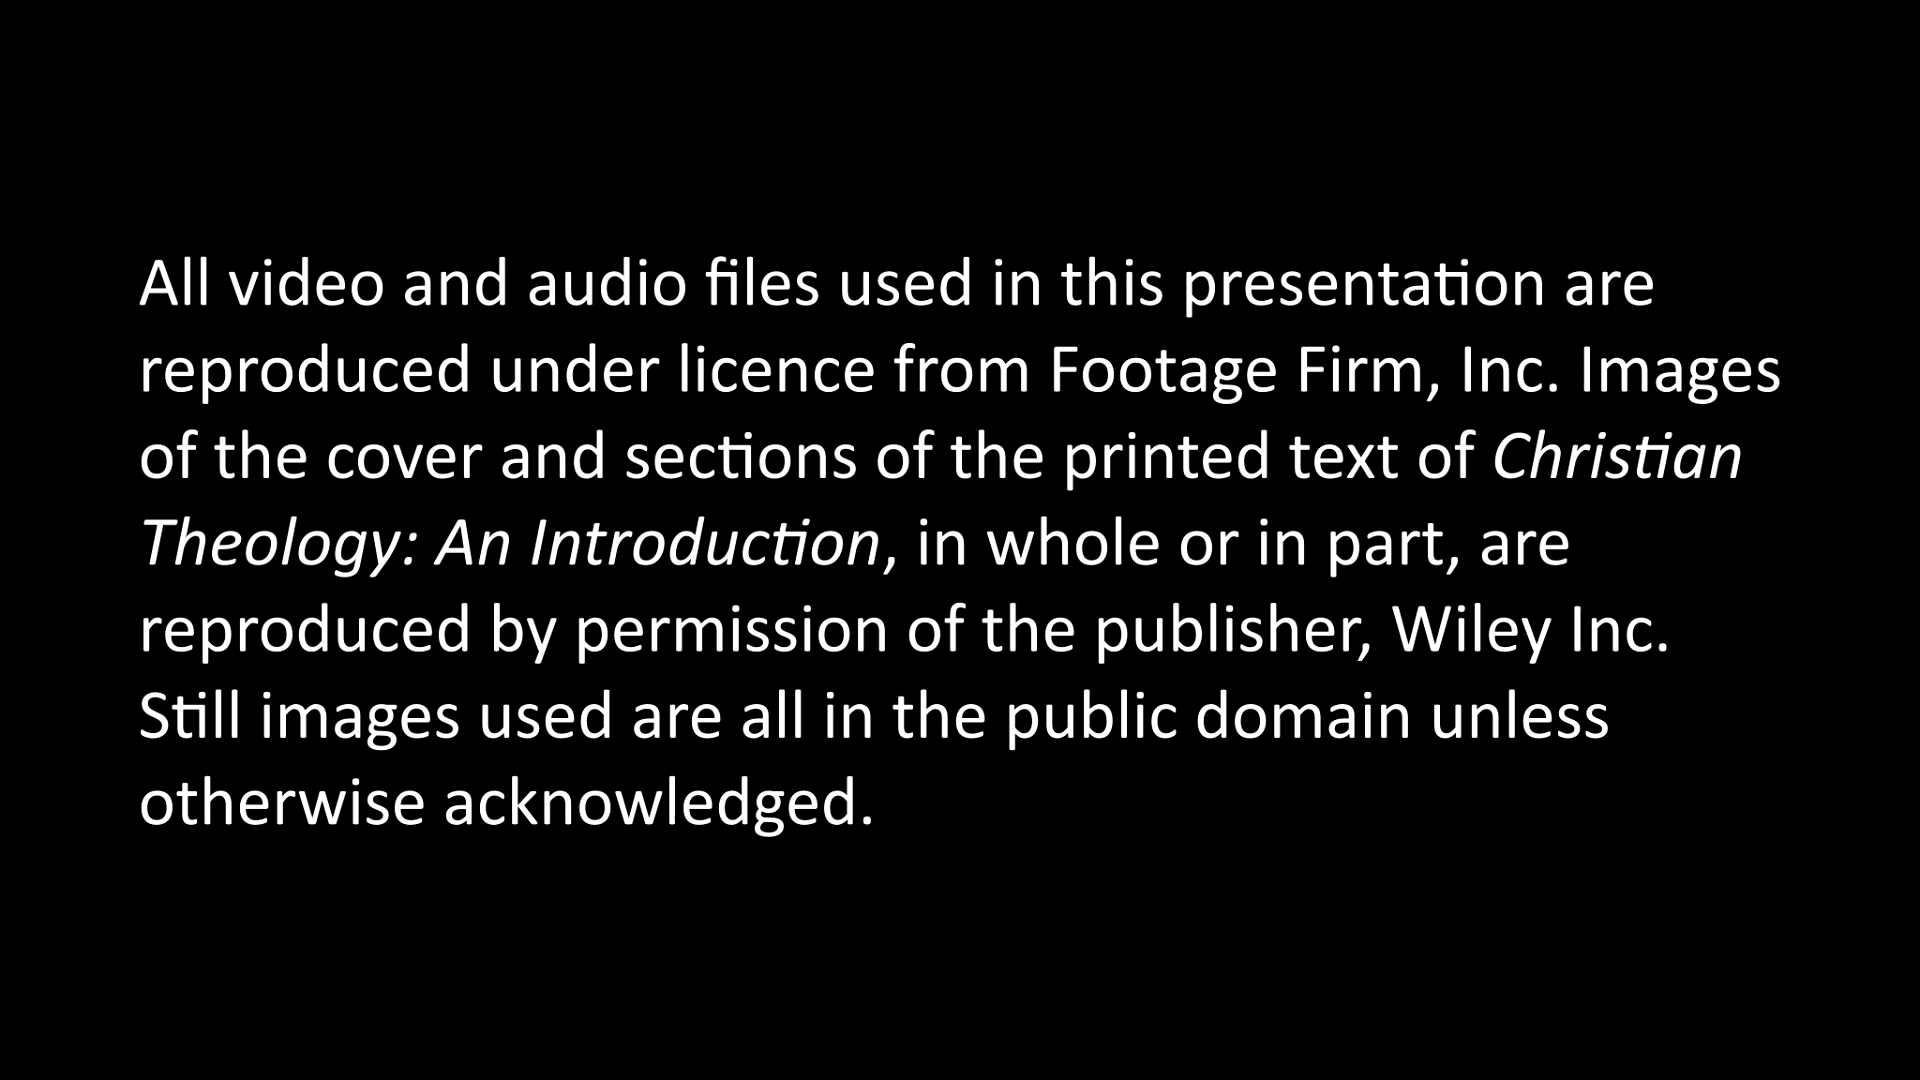 All video and audio files used in this presentation are
reproduced under licence from Footage Firm, Inc. Images
of the cover and sections of the printed text of Christian
Theology: An Introduction, in whole or in part, are
reproduced by permission of the publisher, Wiley Inc.
Still images used are all in the public domain unless
otherwise acknowledged.